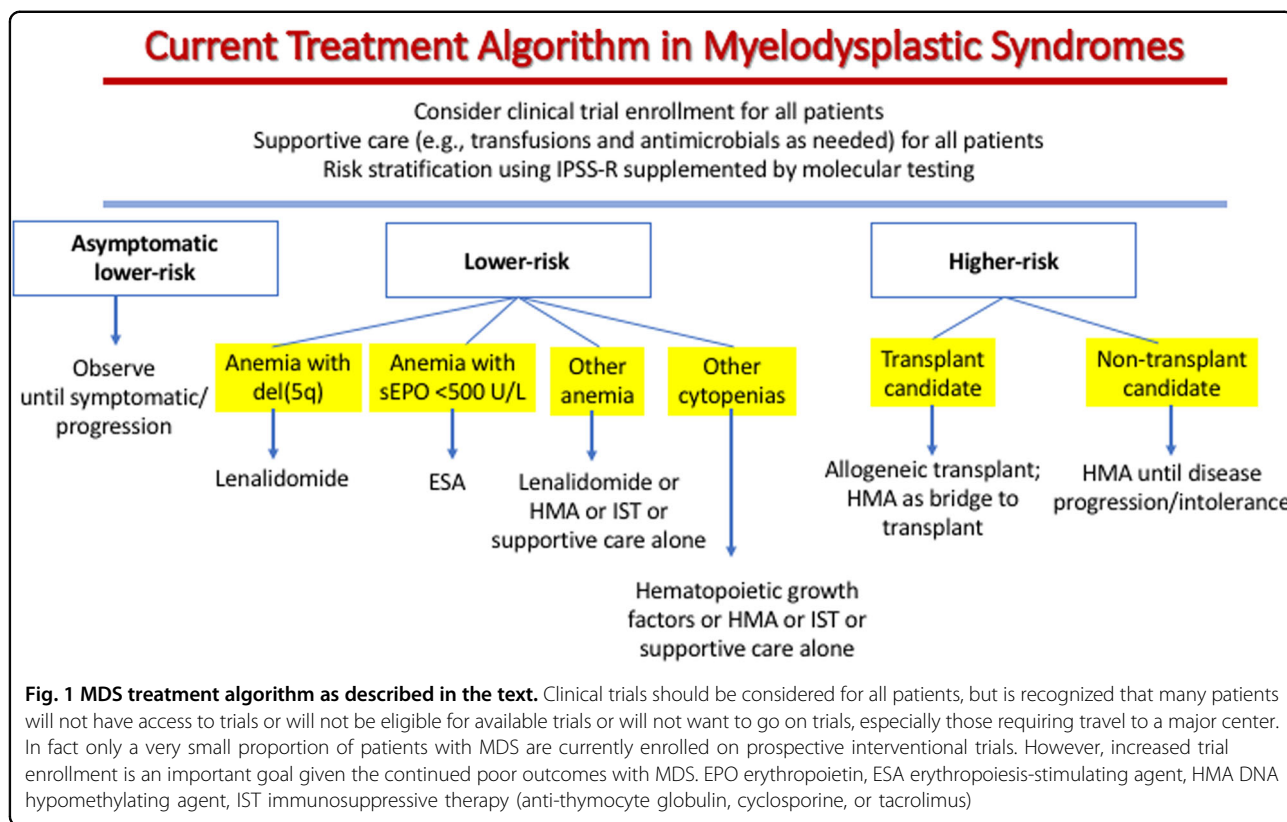 Current Treatment Algorithm in Myelodysplastic Syndromes
Consider clinical trial enrollment for all patients
Supportive care (e.g., transfusions and antimicrobials as needed) for all patients
Risk stratification using IPSS-R supplemented by molecular testing
Asymptomatic
lower-risk
Lower-risk
Higher-risk
Observe
until symptomatic/
progression
Anemia with
del(5q)
Anemia with
sEPO <500 U/L
Other
anemia
Other
cytopenias
Transplant
candidate
Non-transplant
candidate
Lenalidomide
ESA
Lenalidomide or
HMA or IST or
supportive care alone
Hematopoietic growth
factors or HMA or IST or
supportive care alone
Allogeneic transplant;
HMA as bridge to
transplant
HMA until disease
progression/intolerance
Fig. 1 MDS treatment algorithm as described in the text. Clinical trials should be considered for all patients, but is recognized that many patients
will not have access to trials or will not be eligible for available trials or will not want to go on trials, especially those requiring travel to a major center.
In fact only a very small proportion of patients with MDS are currently enrolled on prospective interventional trials. However, increased trial
enrollment is an important goal given the continued poor outcomes with MDS. EPO erythropoietin, ESA erythropoiesis-stimulating agent, HMA DNA
hypomethylating agent, IST immunosuppressive therapy (anti-thymocyte globulin, cyclosporine, or tacrolimus)